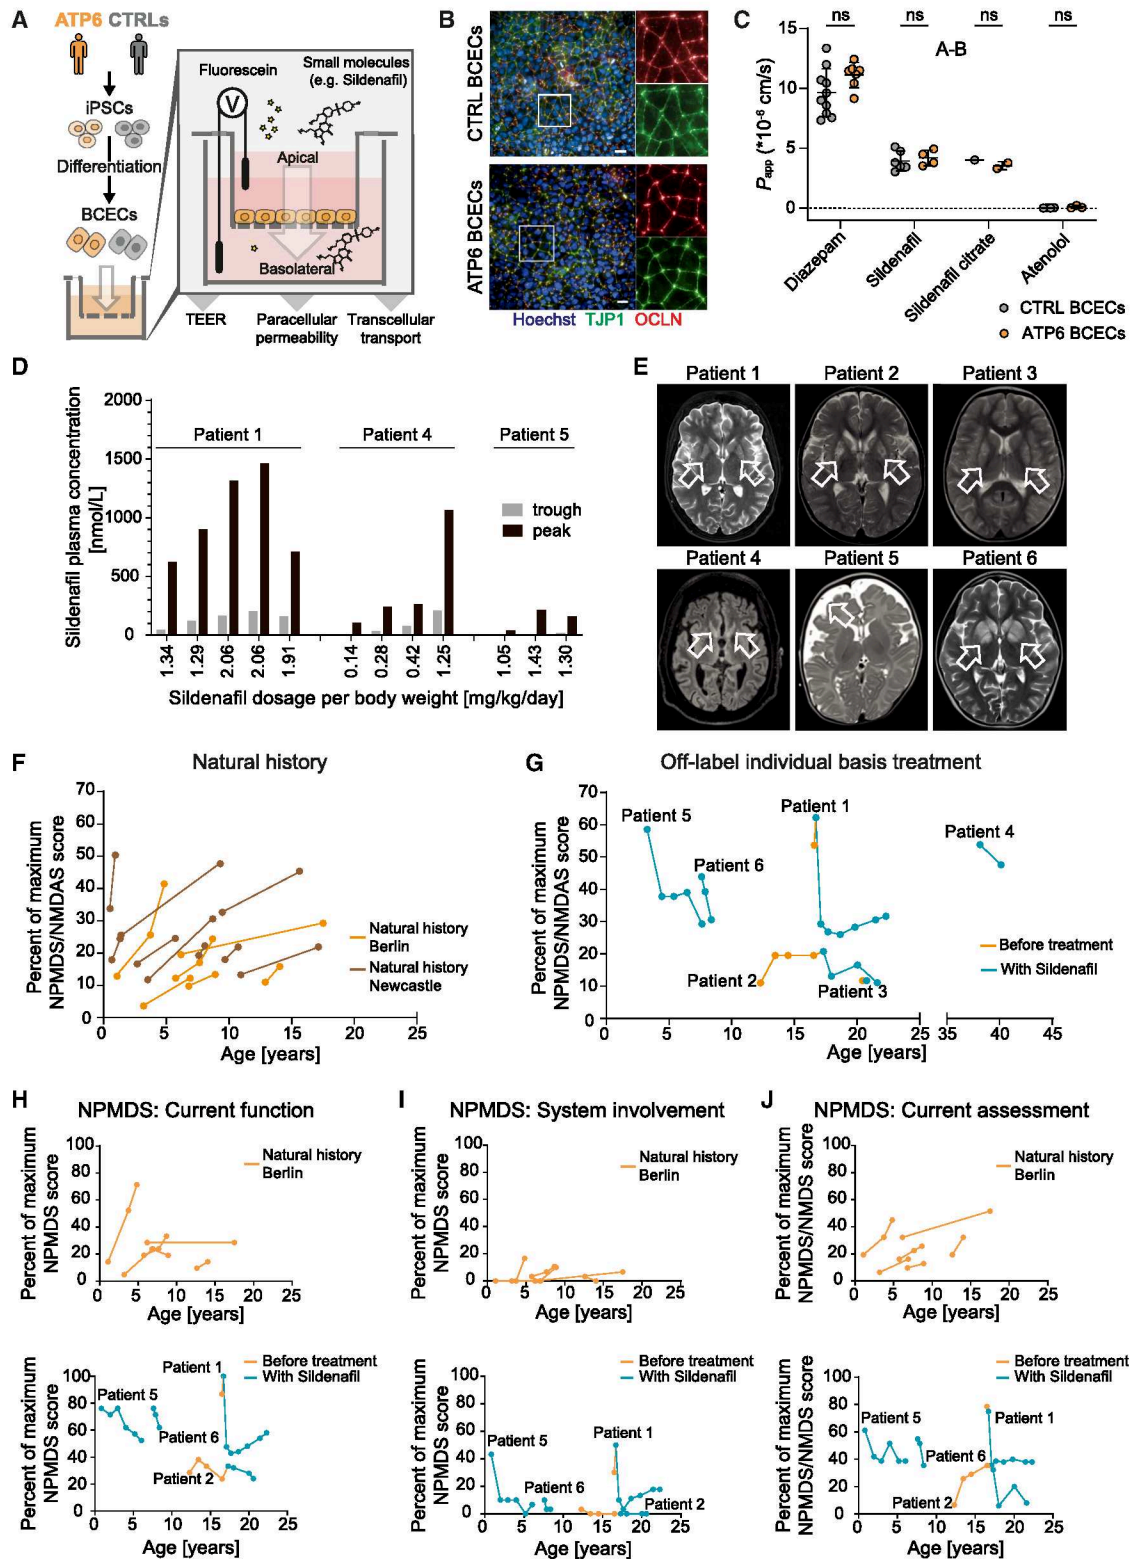 A
ATP6 CTRLs
iPSCs
Differentiation
BCECs
Fluorescein
Small molecules
(e.g. Sildenafil)
V
Apical
Basolateral
TEER
Paracellular
permeability
Transcellular
transport
B
CTRL BCECs
ATP6 BCECs
Hoechst TJP1 OCLN
C
ns ns ns ns
A-B
Papp (*10-6 cm/s)
15
10
5
0
Diazepam
Sildenafil
Sildenafil citrate
Atenolol
CTRL BCECs
ATP6 BCECs
D
Sildenafil plasma concentration
[nmol/L]
2000
1500
1000
500
0
Patient 1
Patient 4
Patient 5
trough
peak
1.34 1.29 2.06 2.06 1.91 0.14 0.28 0.42 1.25 1.05 1.43 1.30
Sildenafil dosage per body weight [mg/kg/day]
E
Patient 1 Patient 2 Patient 3
Patient 4 Patient 5 Patient 6
F
Natural history
Percent of maximum
NPMDS/NMDAS score
70
60
50
40
30
20
10
0
0 5 10 15 20 25
Age [years]
Natural history
Berlin
Natural history
Newcastle
G
Off-label individual basis treatment
Percent of maximum
NPMDS/NMDAS score
70
60
50
40
30
20
10
0
Patient 5
Patient 6
Patient 1
Patient 4
Patient 2
Patient 3
Before treatment
With Sildenafil
0 5 10 15 20 25 35 40 45
Age [years]
H
NPMDS: Current function
Percent of maximum
NPMDS score
100
80
60
40
20
0
Natural history
Berlin
0 5 10 15 20 25
Age [years]
Percent of maximum
NPMDS score
100
80
60
40
20
0
Before treatment
With Sildenafil
Patient 1
Patient 5
Patient 6
Patient 2
0 5 10 15 20 25
Age [years]
I
NPMDS: System involvement
Percent of maximum
NPMDS score
100
80
60
40
20
0
Natural history
Berlin
0 5 10 15 20 25
Age [years]
Percent of maximum
NPMDS score
100
80
60
40
20
0
Before treatment
With Sildenafil
Patient 1
Patient 5
Patient 6
Patient 2
0 5 10 15 20 25
Age [years]
J
NPMDS: Current assessment
Percent of maximum
NPMDS/NMDS score
100
80
60
40
20
0
Natural history
Berlin
0 5 10 15 20 25
Age [years]
Percent of maximum
NPMDS/NMDS score
100
80
60
40
20
0
Before treatment
With Sildenafil
Patient 1
Patient 5
Patient 6
Patient 2
0 5 10 15 20 25
Age [years]